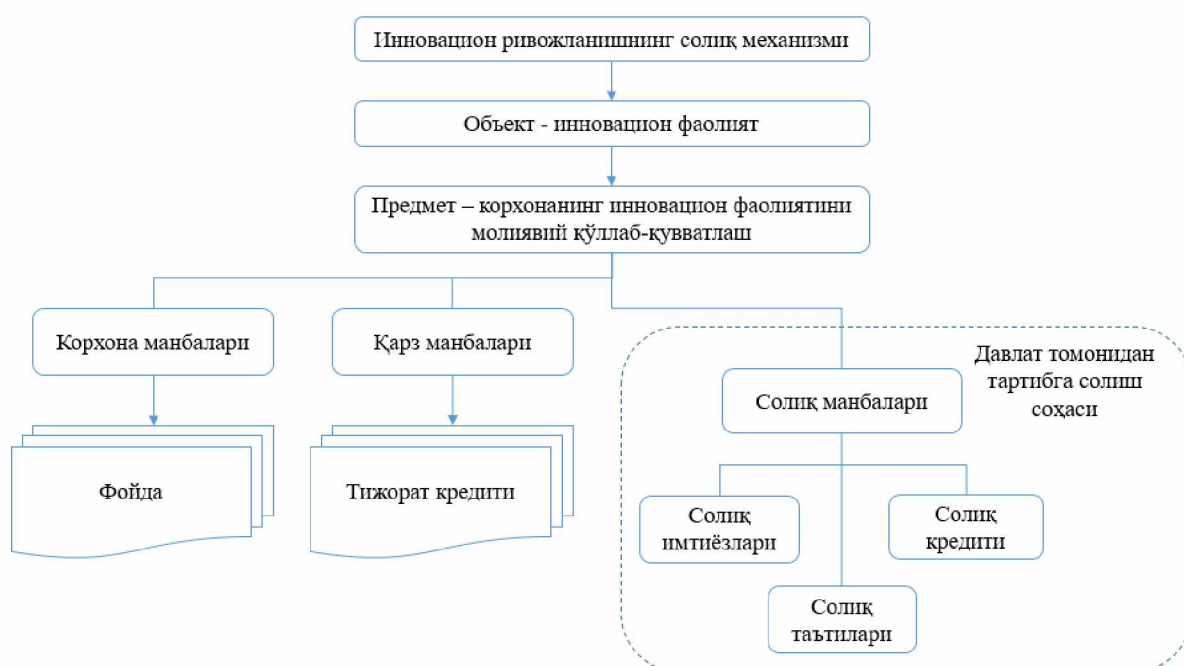 Инновацион ривожланишнинг солиқ механизми
Объект - инновацион фаолият
Предмет – корхонанинг инновацион фаолиятини
молиявий қўллаб-қувватлаш
Корхона манбалари
Қарз манбалари
Давлат томонидан
тартибга солиш
соҳаси
Солиқ манбалари
Фойда
Тижорат кредити
Солиқ
имтиёзлари
Солиқ
кредити
Солиқ
таътилари